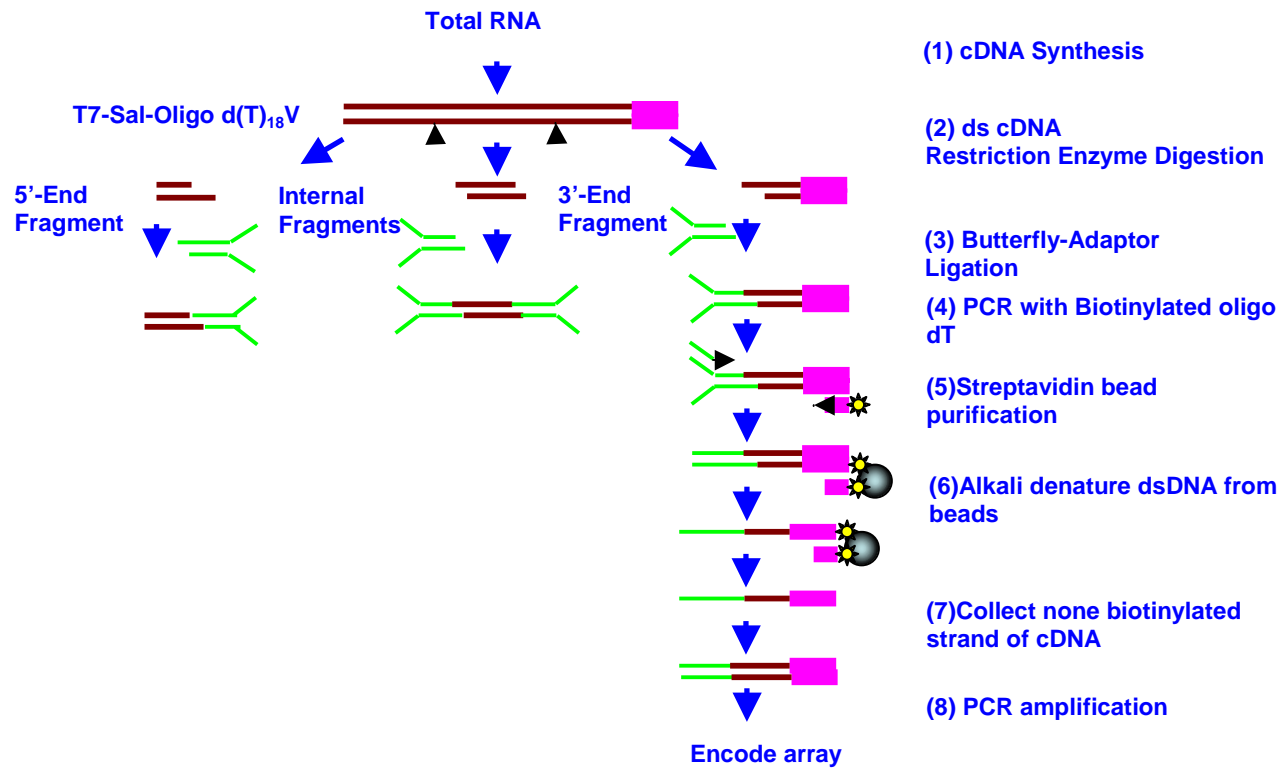 Total RNA
(1) cDNA Synthesis
T7-Sal-Oligo d(T)18V
(2) ds cDNA
Restriction Enzyme Digestion
5’-End
Fragment
Internal
Fragments
3’-End
Fragment
(3) Butterfly-Adaptor
Ligation
(4) PCR with Biotinylated oligo
dT
(5)Streptavidin bead
purification
(6)Alkali denature dsDNA from
beads
(7)Collect none biotinylated
strand of cDNA
(8) PCR amplification
Encode array